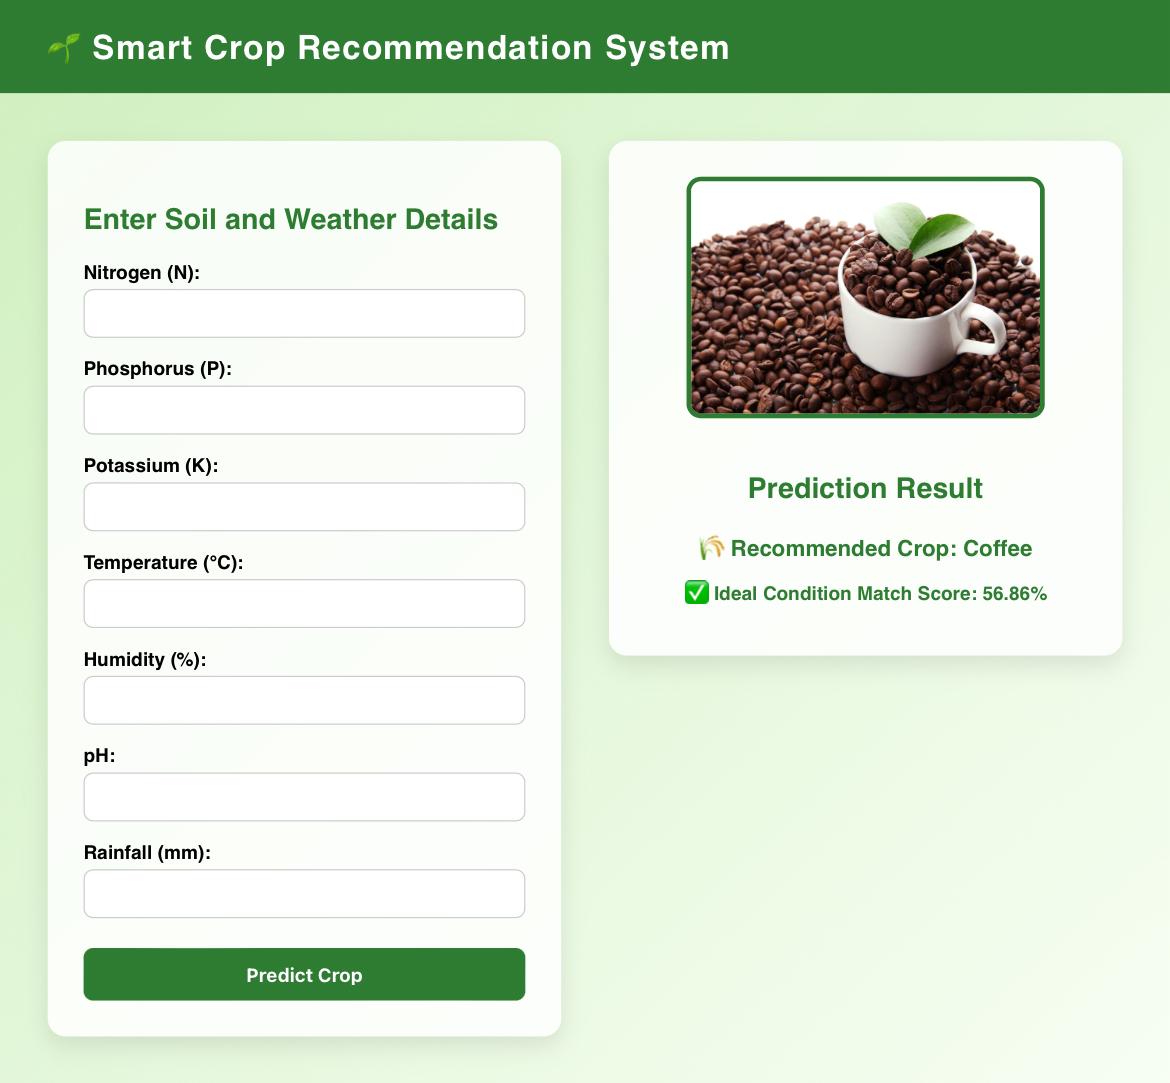 🌱 Smart Crop Recommendation System
Enter Soil and Weather Details
Nitrogen (N):
Phosphorus (P):
Potassium (K):
Temperature (°C):
Humidity (%):
pH:
Rainfall (mm):
Predict Crop
Prediction Result
🌾 Recommended Crop: Coffee
✅ Ideal Condition Match Score: 56.86%